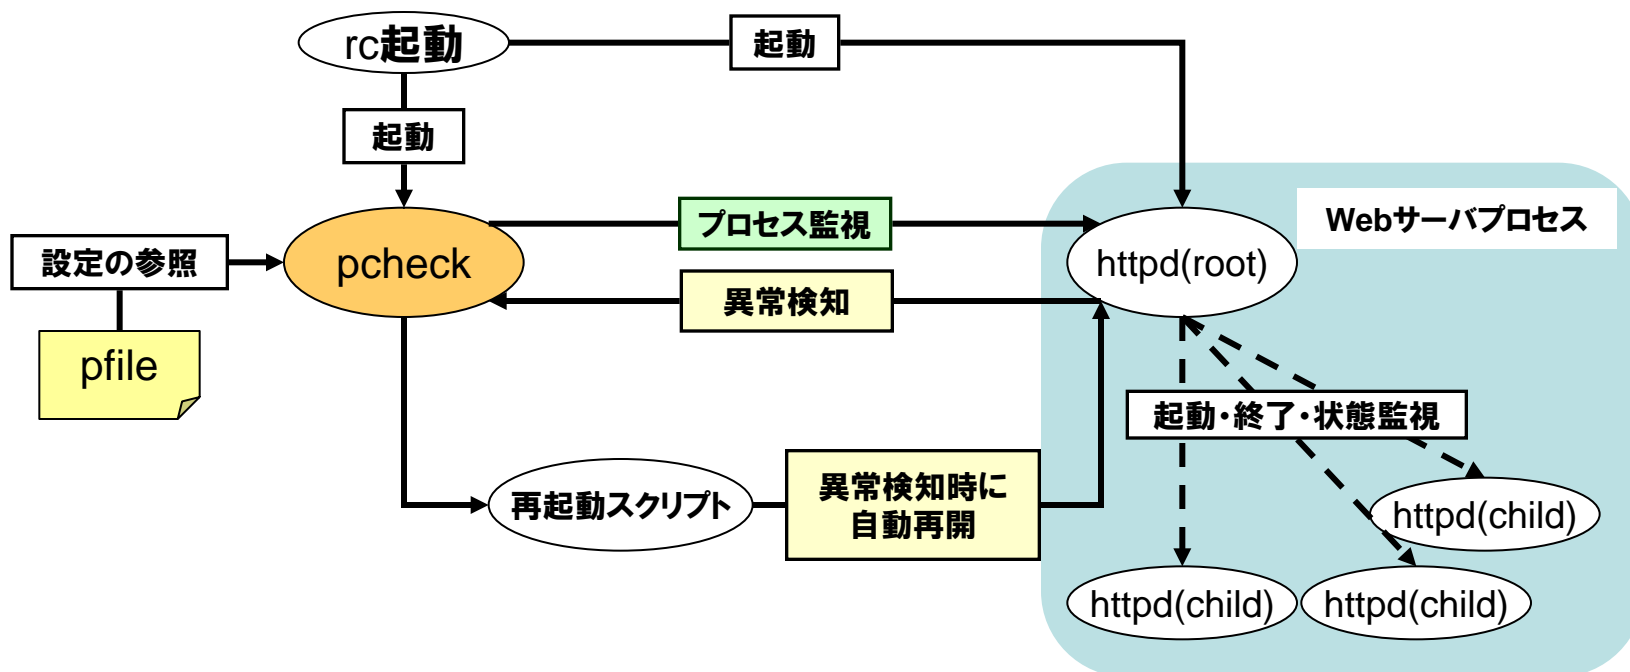 rc起動
起動
起動
プロセス監視
Webサーバプロセス
設定の参照
pcheck
httpd(root)
異常検知
pfile
起動・終了・状態監視
再起動スクリプト
異常検知時に
自動再開
httpd(child)
httpd(child)
httpd(child)